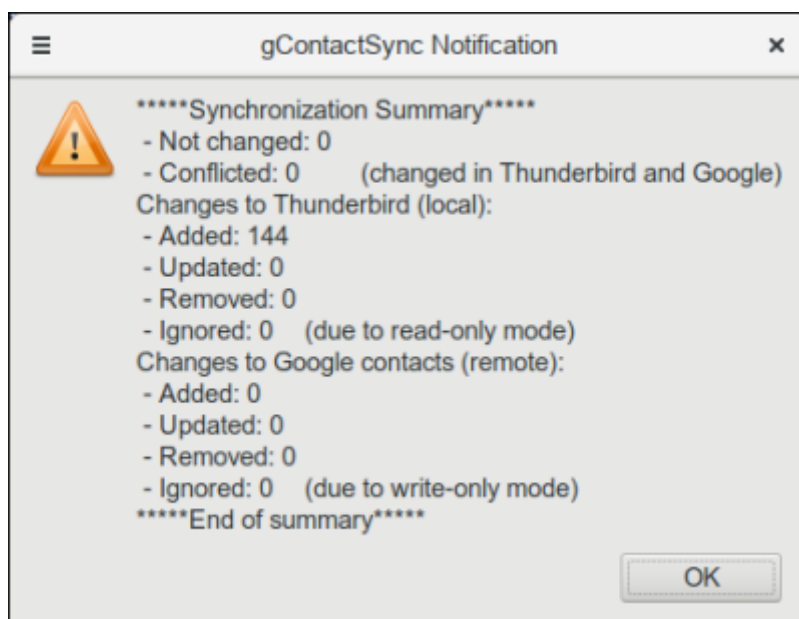 gContactSync Notification
*****Synchronization Summary*****
- Not changed: 0
- Conflicted: 0 (changed in Thunderbird and Google)
Changes to Thunderbird (local):
- Added: 144
- Updated: 0
- Removed: 0
- Ignored: 0 (due to read-only mode)
Changes to Google contacts (remote):
- Added: 0
- Updated: 0
- Removed: 0
- Ignored: 0 (due to write-only mode)
*****End of summary*****
OK